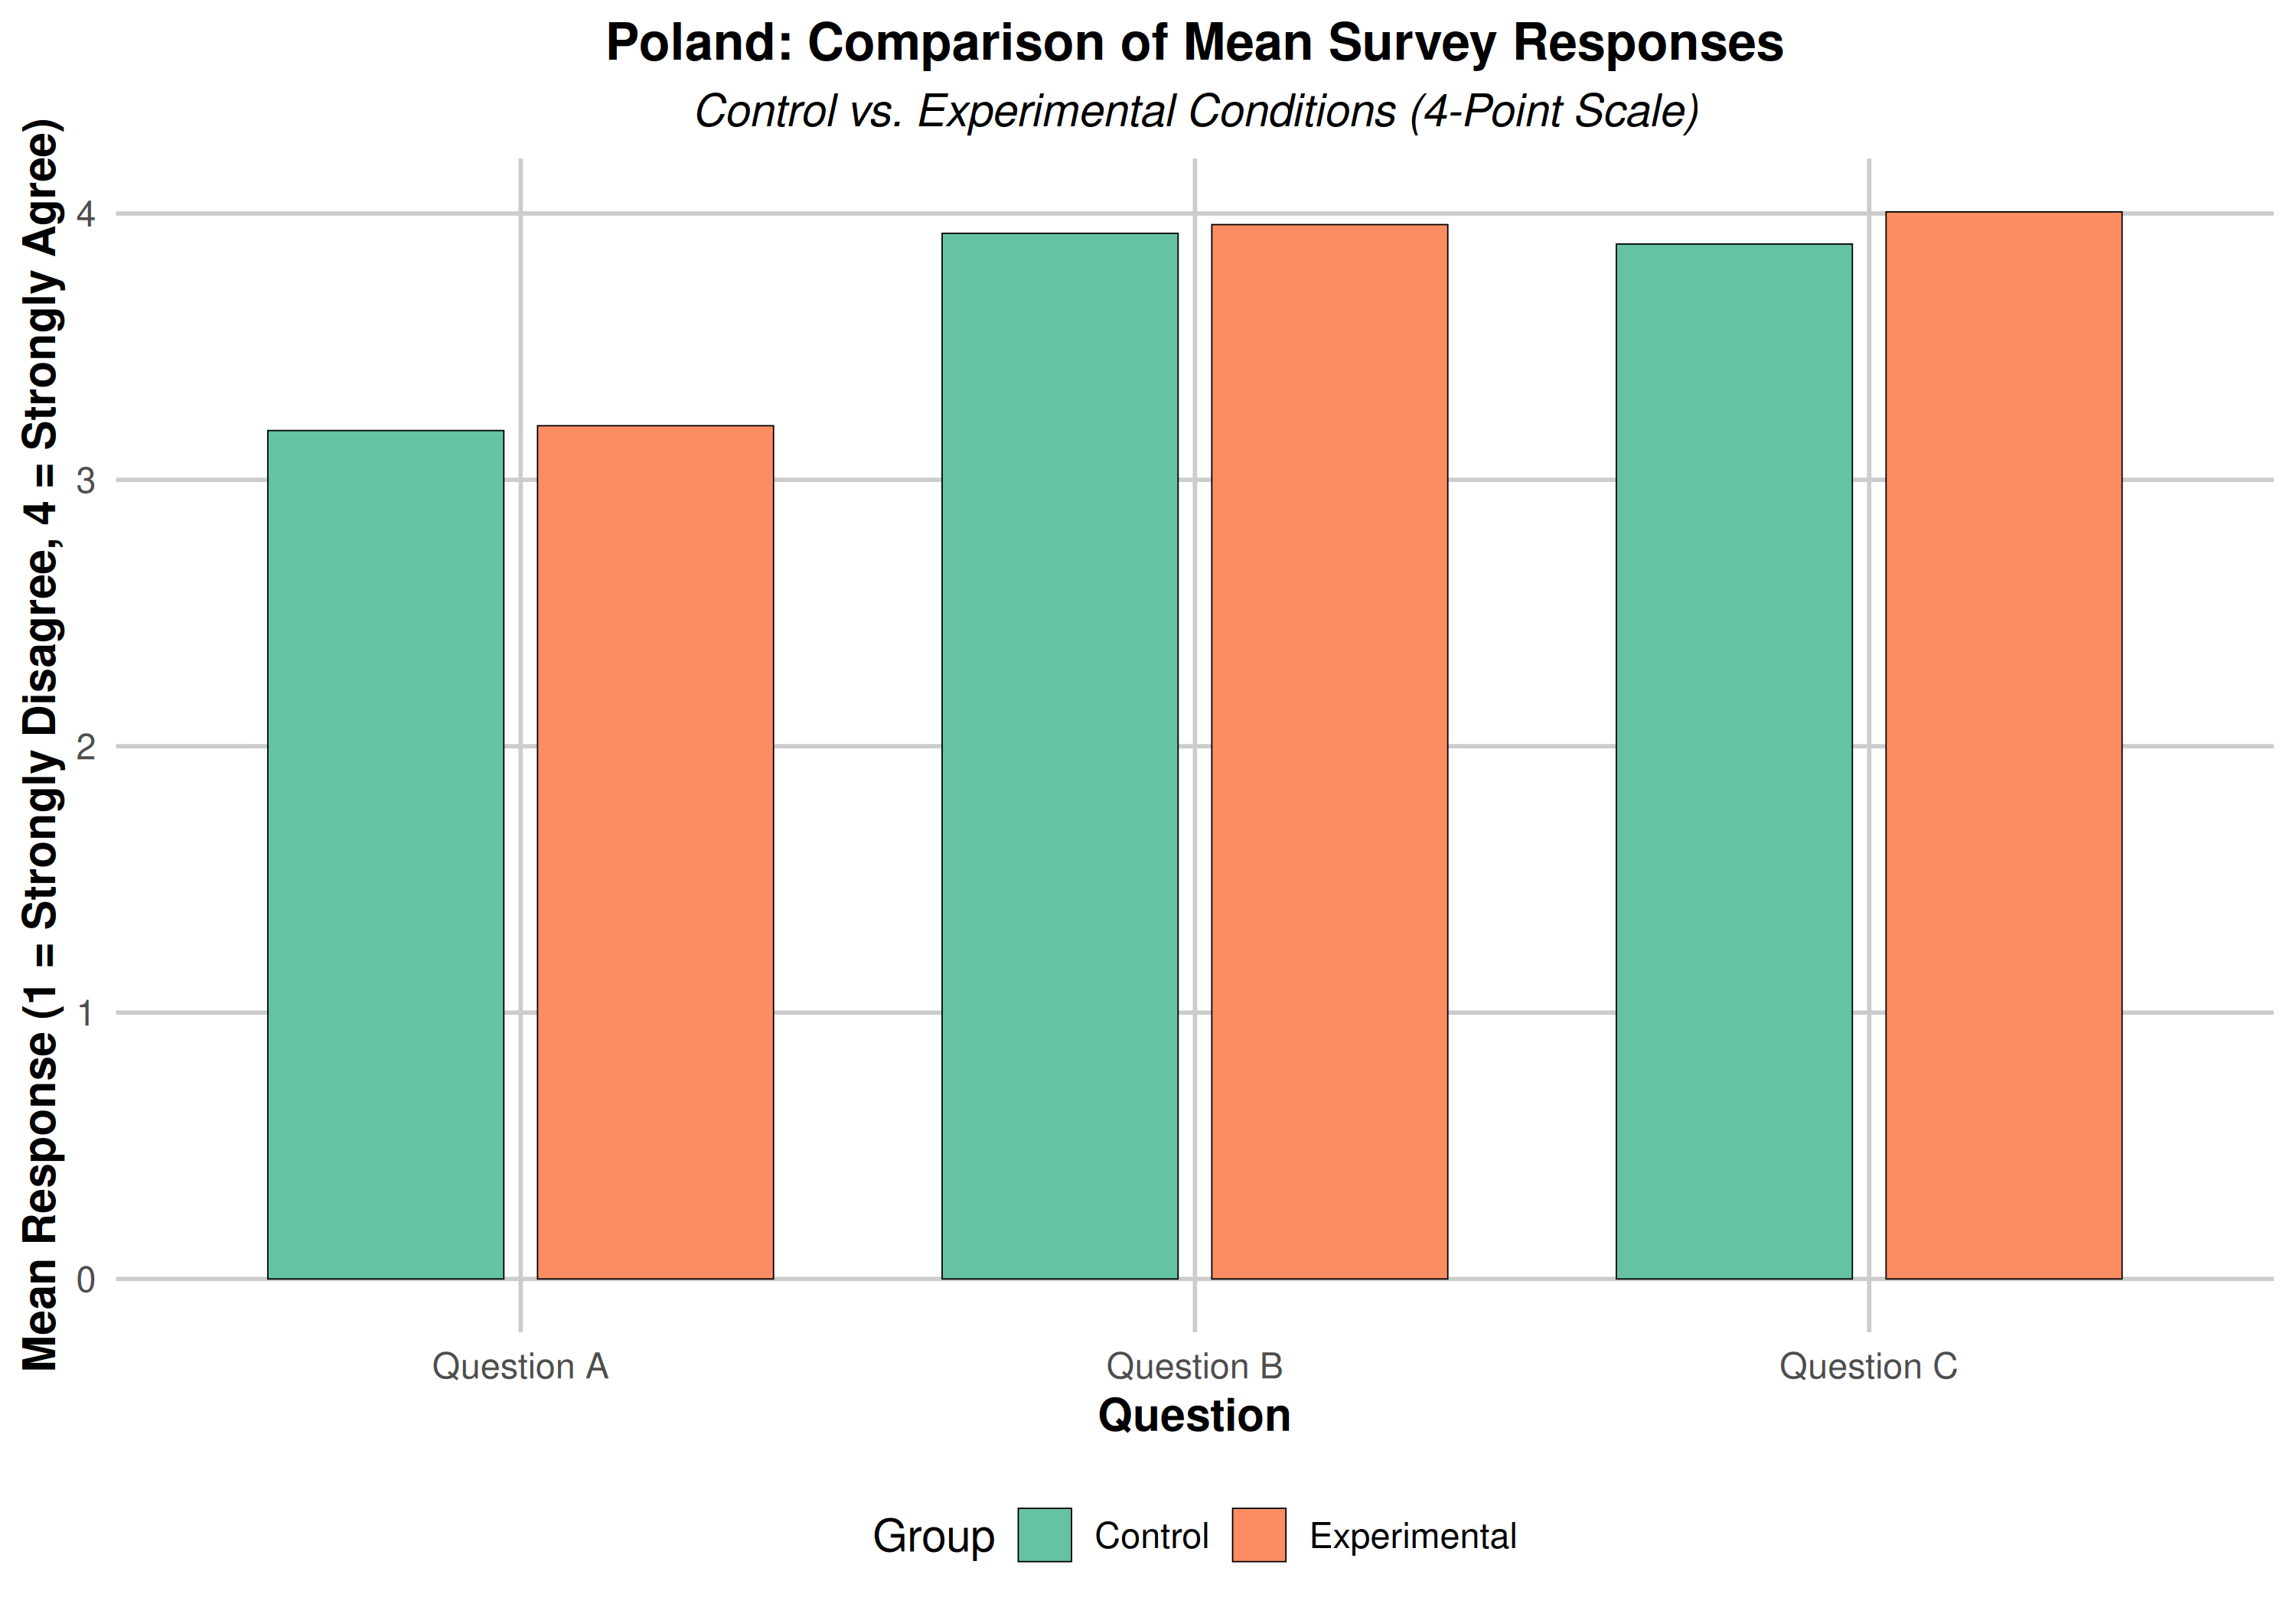 Poland: Comparison of Mean Survey Responses
Control vs. Experimental Conditions (4-Point Scale)
Mean Response (1 = Strongly Disagree, 4 = Strongly Agree)
4
3
2
1
0
Question A
Question B
Question C
Question
Group
Control
Experimental